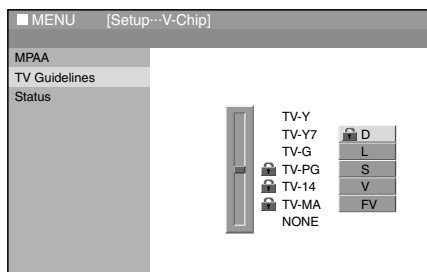 MENU [Setup···V-Chip]
MPAA
TV Guidelines
Status
TV-Y
TV-Y7
TV-G
TV-PG
TV-14
TV-MA
NONE
D
L
S
V
FV